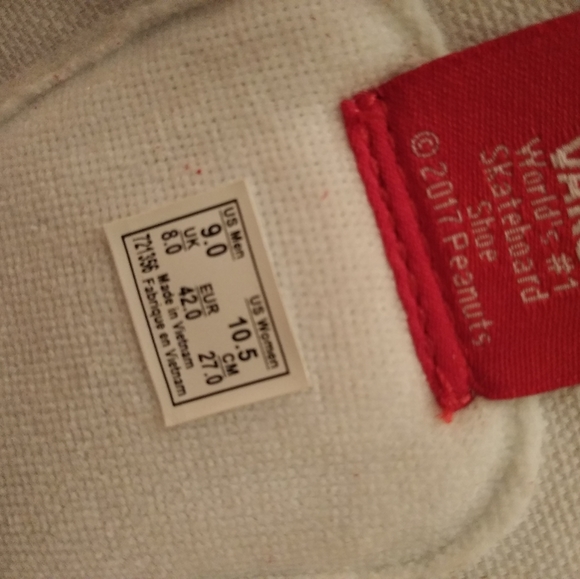 US Men US Women
9.0 10.5
UK EUR CM
8.0 42.0 27.0
721356 Made in Vietnam
Fabrique en Vietnam
World's #1
Skateboard
Shoe
© 2017 Peanuts